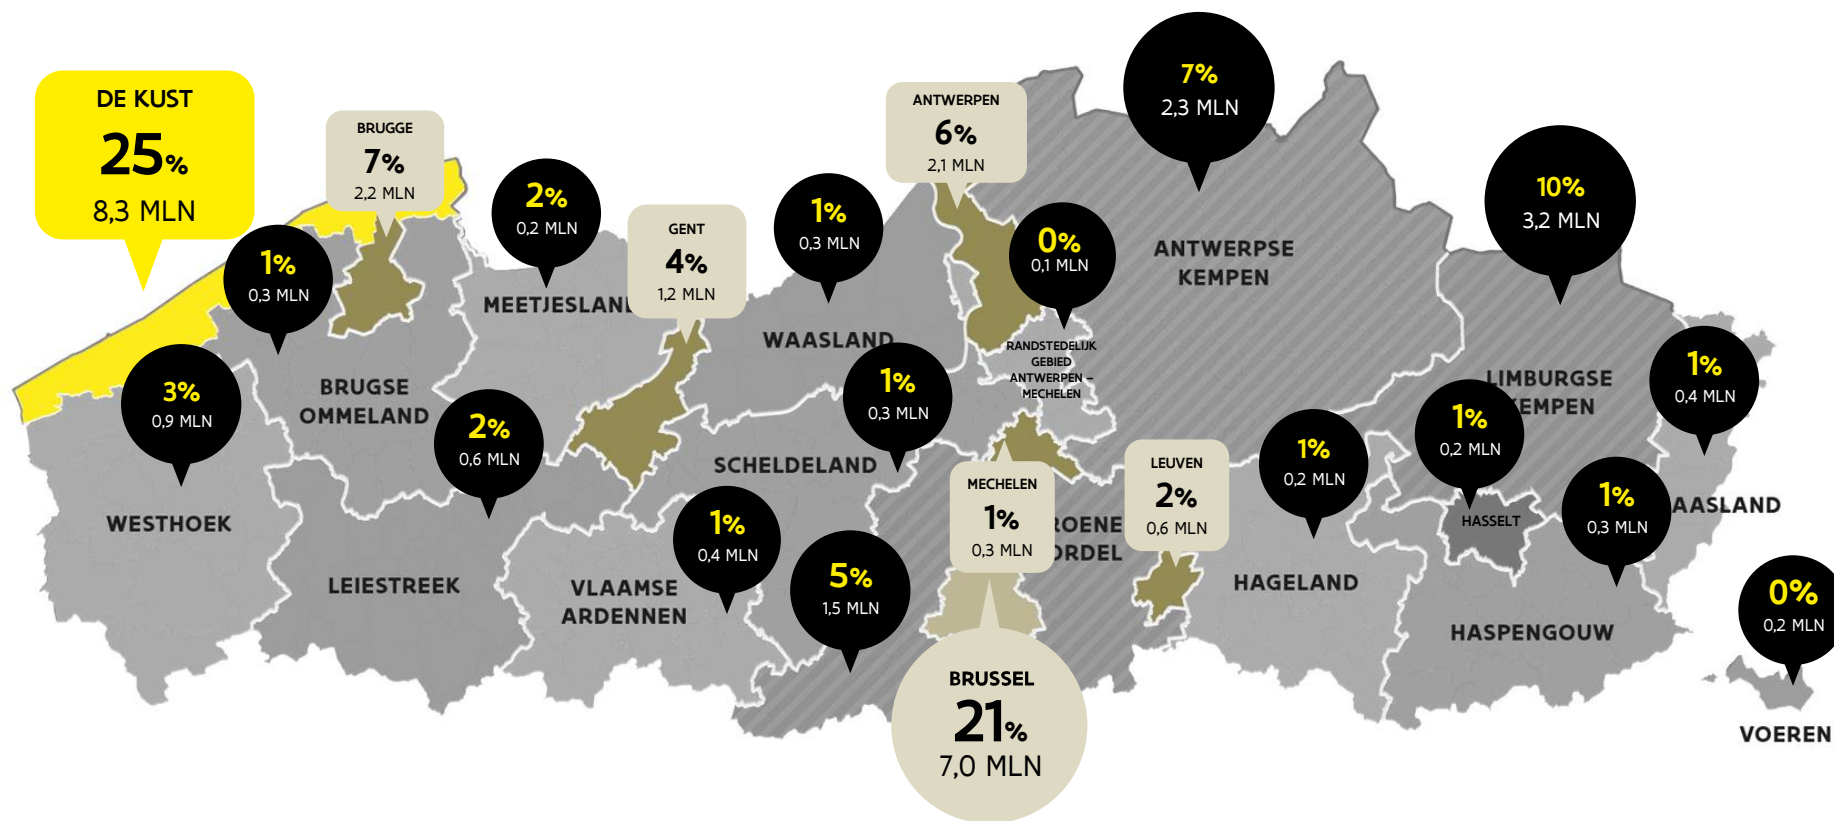 DE KUST
25%
8,3 MLN
BRUGGE
7%
2,2 MLN
2%
0,2 MLN
GENT
4%
1,2 MLN
1%
0,3 MLN
ANTWERPEN
6%
2,1 MLN
7%
2,3 MLN
10%
3,2 MLN
0%
0,1 MLN
1%
0,3 MLN
ANTWERPSE
KEMPEN
MEETJESLAND
WAASLAND
RANDSTEDELIJK
GEBIED
ANTWERPEN –
MECHELEN
3%
0,9 MLN
BRUGSE
OMMELAND
2%
0,6 MLN
1%
0,3 MLN
LIMBURGSE
KEMPEN
1%
0,4 MLN
1%
0,2 MLN
1%
0,2 MLN
SCHELDELAND
MECHELEN
1%
0,3 MLN
LEUVEN
2%
0,6 MLN
WESTHOEK
1%
0,4 MLN
ROENE
ORDEL
HASSELT
1%
0,3 MLN
AASLAND
LEIESTREEK
VLAAMSE
ARDENNEN
5%
1,5 MLN
HAGELAND
HASPENGOUW
0%
0,2 MLN
BRUSSEL
21%
7,0 MLN
VOEREN